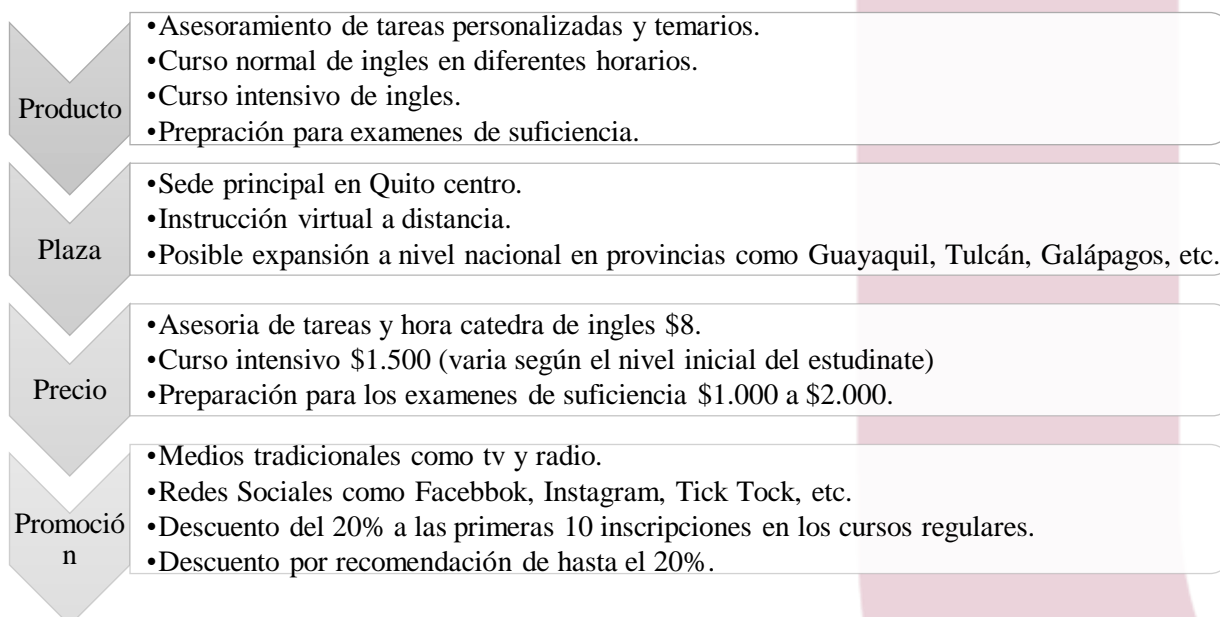 Producto
•Asesoramiento de tareas personalizadas y temarios.
•Curso normal de ingles en diferentes horarios.
•Curso intensivo de ingles.
•Prepración para examenes de suficiencia.
Plaza
•Sede principal en Quito centro.
•Instrucción virtual a distancia.
•Posible expansión a nivel nacional en provincias como Guayaquil, Tulcán, Galápagos, etc.
Precio
•Asesoria de tareas y hora catedra de ingles $8.
•Curso intensivo $1.500 (varia según el nivel inicial del estudinate)
•Preparación para los examenes de suficiencia $1.000 a $2.000.
Promoció
n
•Medios tradicionales como tv y radio.
•Redes Sociales como Facebbok, Instagram, Tick Tock, etc.
•Descuento del 20% a las primeras 10 inscripciones en los cursos regulares.
•Descuento por recomendación de hasta el 20%.